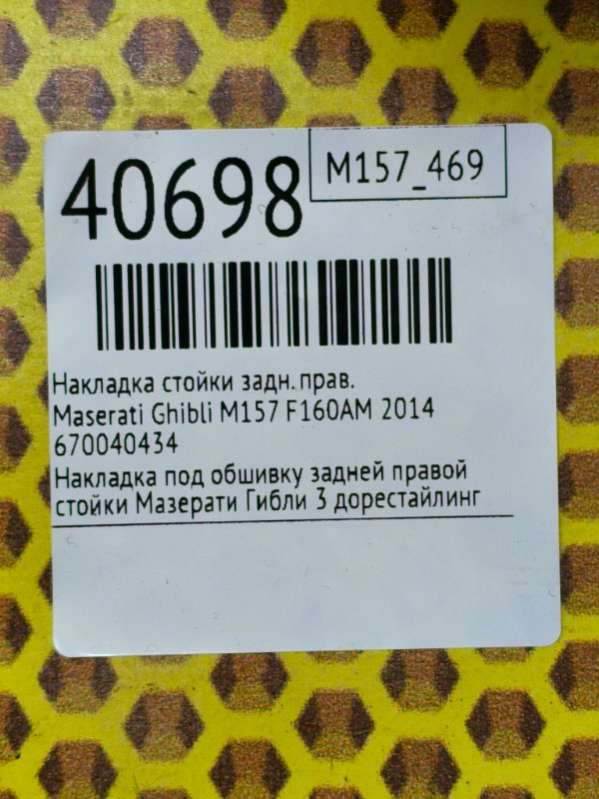 40698
M157_469
Накладка стойки задн. прав.
Maserati Ghibli M157 F160AM 2014
670040434
Накладка под обшивку задней правой
стойки Мазерати Гибли 3 дорестайлинг